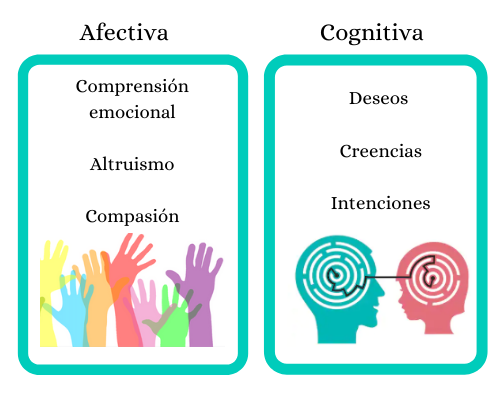 Afectiva
Comprensión
emocional
Altruismo
Compasión
Cognitiva
Deseos
Creencias
Intenciones